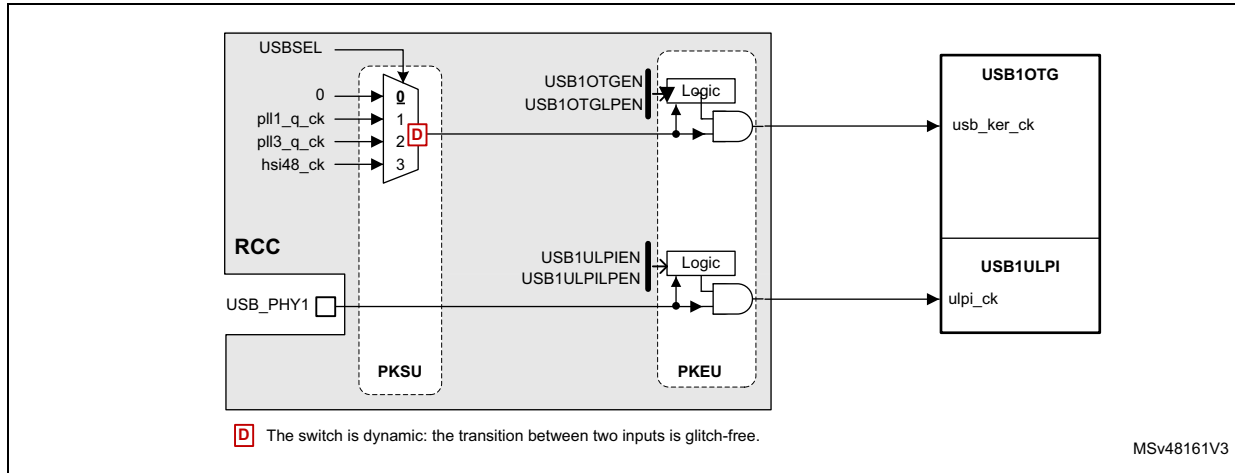 USBSEL
0
pll1_q_ck
pll3_q_ck
hsi48_ck
0
1
2
3
D
USB1OTGEN
USB1OTGLPEN
Logic
USB1OTG
usb_ker_ck
RCC
USB_PHY1
USB1ULPIEN
USB1ULPILPEN
Logic
USB1ULPI
ulpi_ck
PKSU
PKEU
D The switch is dynamic: the transition between two inputs is glitch-free.
MSv48161V3